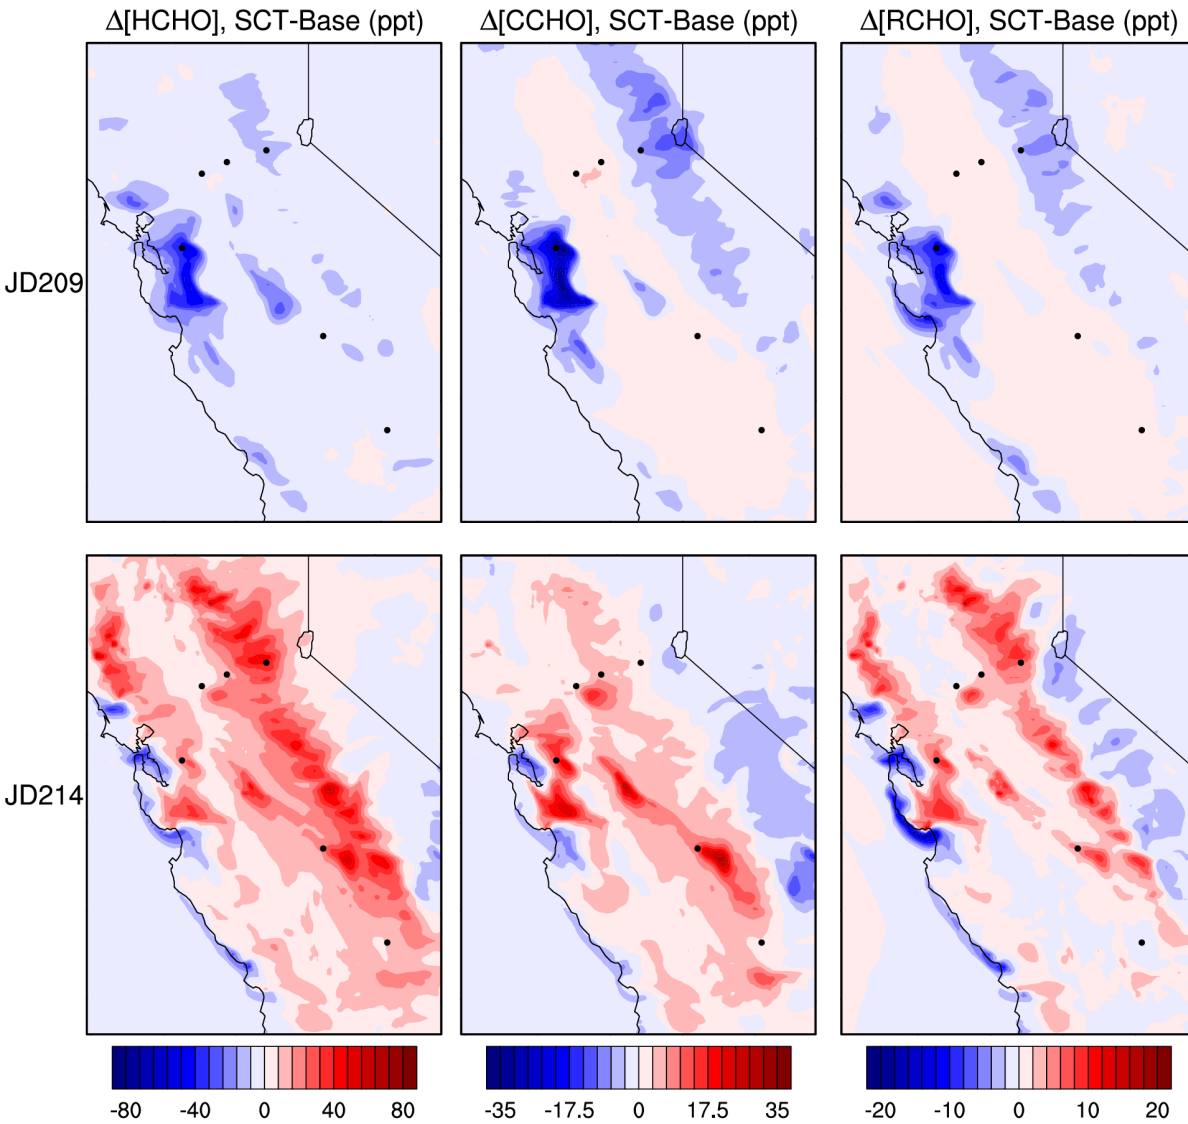 Δ[HCHO], SCT-Base (ppt) Δ[CCHO], SCT-Base (ppt) Δ[RCHO], SCT-Base (ppt)
JD209
JD214
-80 -40 0 40 80 -35 -17.5 0 17.5 35 -20 -10 0 10 20